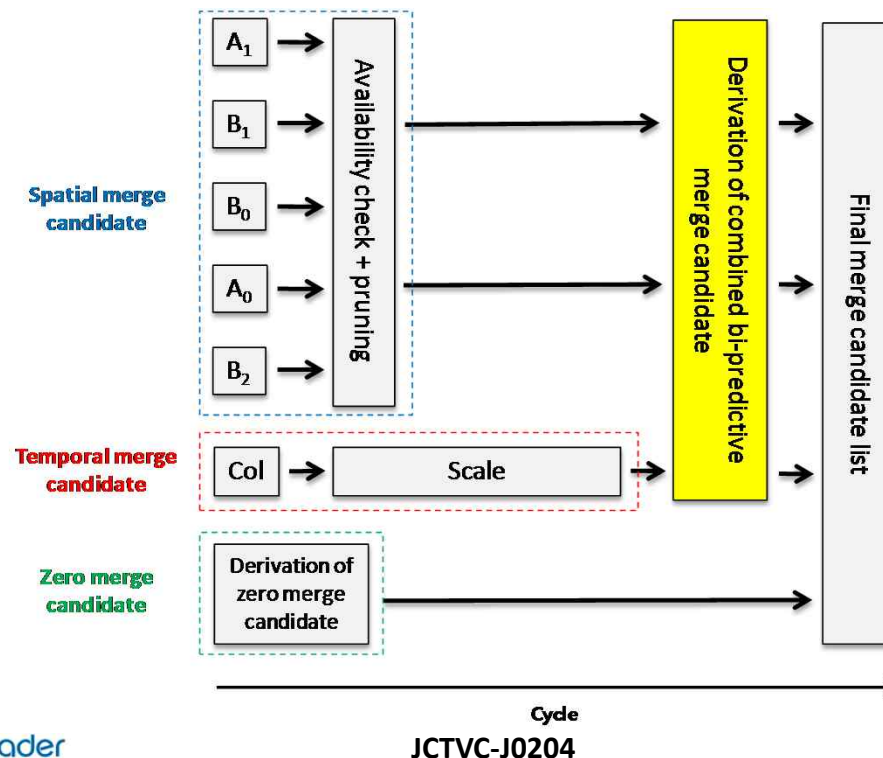 A1
B1
B0
A0
B2
Availability check + pruning
Spatial merge
candidate
Derivation of combined bi-predictive
merge candidate
Final merge candidate list
Temporal merge
candidate
Col
Scale
Zero merge
candidate
Derivation of
zero merge
candidate
Cycle
ader
JCTVC-J0204